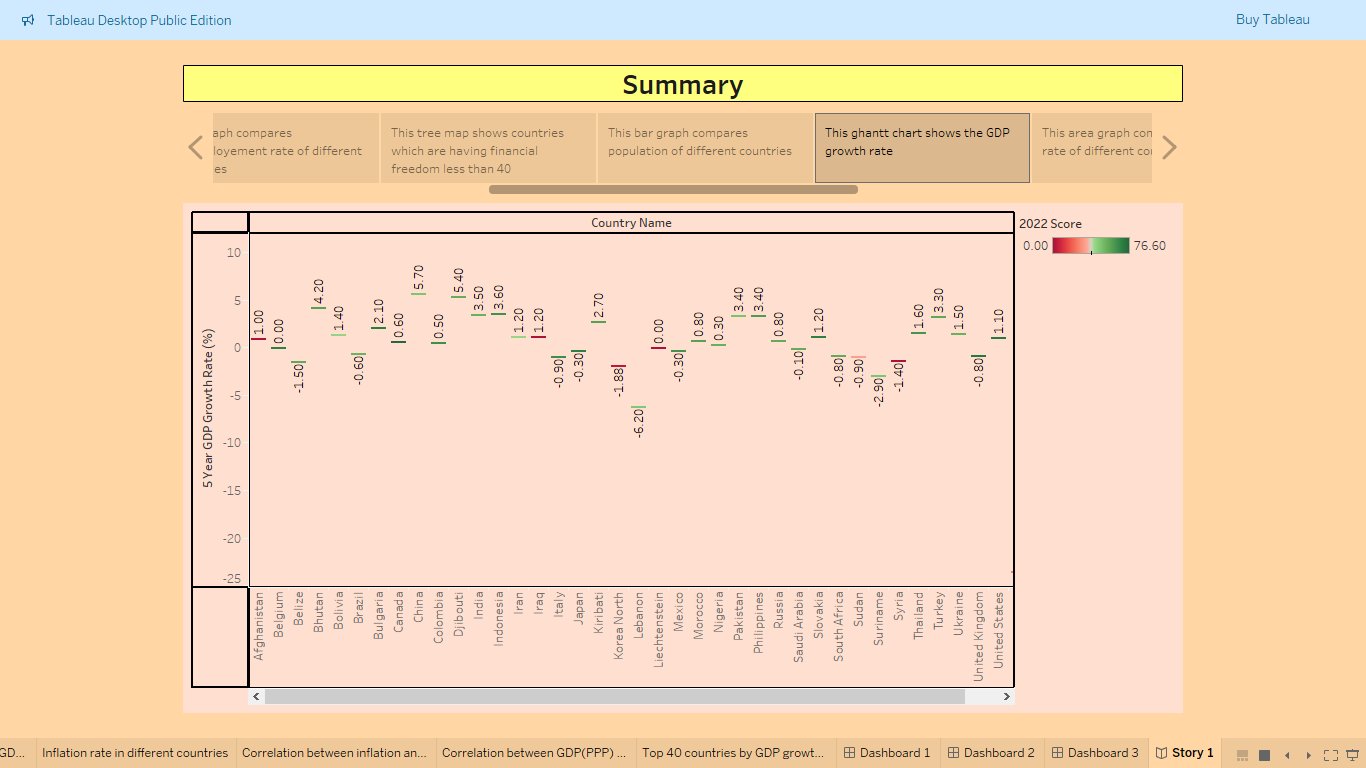 Tableau Desktop Public Edition
Buy Tableau
Summary
aph compares
loyement rate of different
es
This tree map shows countries
which are having financial
freedom less than 40
This bar graph compares
population of different countries
This ghantt chart shows the GDP
growth rate
This area graph con
rate of different co
Country Name
2022 Score
0.00
76.60
5 Year GDP Growth Rate (%)
10
5
0
-5
-10
-15
-20
-25
1.00
0.00
-1.50
4.20
1.40
-0.60
2.10
0.60
5.70
0.50
5.40
3.50
3.60
1.20
1.20
-0.90
-0.30
2.70
-1.88
-6.20
0.00
-0.30
0.80
0.30
3.40
3.40
0.80
-0.10
1.20
-0.80
-0.90
-2.90
-1.40
1.60
3.30
1.50
-0.80
1.10
Afghanistan
Belgium
Belize
Bhutan
Bolivia
Brazil
Bulgaria
Canada
China
Colombia
Djibouti
India
Indonesia
Iran
Iraq
Italy
Japan
Kiribati
Korea North
Lebanon
Liechtenstein
Mexico
Morocco
Nigeria
Pakistan
Philippines
Russia
Saudi Arabia
Slovakia
South Africa
Sudan
Suriname
Syria
Thailand
Turkey
Ukraine
United Kingdom
United States
GD...
Inflation rate in different countries
Correlation between inflation an...
Correlation between GDP(PPP) ...
Top 40 countries by GDP growt...
Dashboard 1
Dashboard 2
Dashboard 3
Story 1